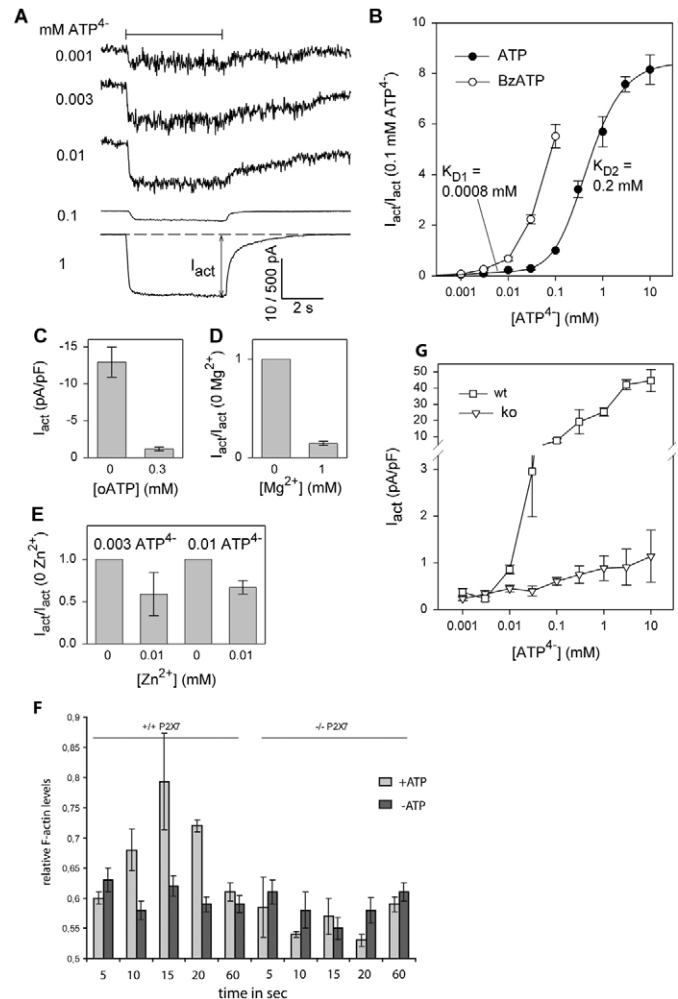 A
mM ATP4-
0.001
0.003
0.01
0.1
1
Iact
10 / 500 pA
2 s
B
Iact/Iact (0.1 mM ATP4-)
10
8
6
4
2
0
ATP
BzATP
KD1 =
0.0008 mM
KD2 =
0.2 mM
0.001
0.01
0.1
1
10
[ATP4-] (mM)
C
Iact (pA/pF)
-15
-10
-5
0
0
0.3
[oATP] (mM)
D
Iact/Iact (0 Mg2+)
1
0
0
1
[Mg2+] (mM)
E
Iact/Iact (0 Zn2+)
1.0
0.5
0.0
0.003 ATP4-
0.01 ATP4-
0
0.01
0
0.01
[Zn2+] (mM)
G
Iact (pA/pF)
50
40
30
20
10
3
2
1
0
wt
ko
0.001
0.01
0.1
1
10
[ATP4-] (mM)
F
relative F-actin levels
0,9
0,85
0,8
0,75
0,7
0,65
0,6
0,55
0,5
+/+ P2X7
-/- P2X7
+ATP
-ATP
5 10 15 20 60 5 10 15 20 60
time in sec